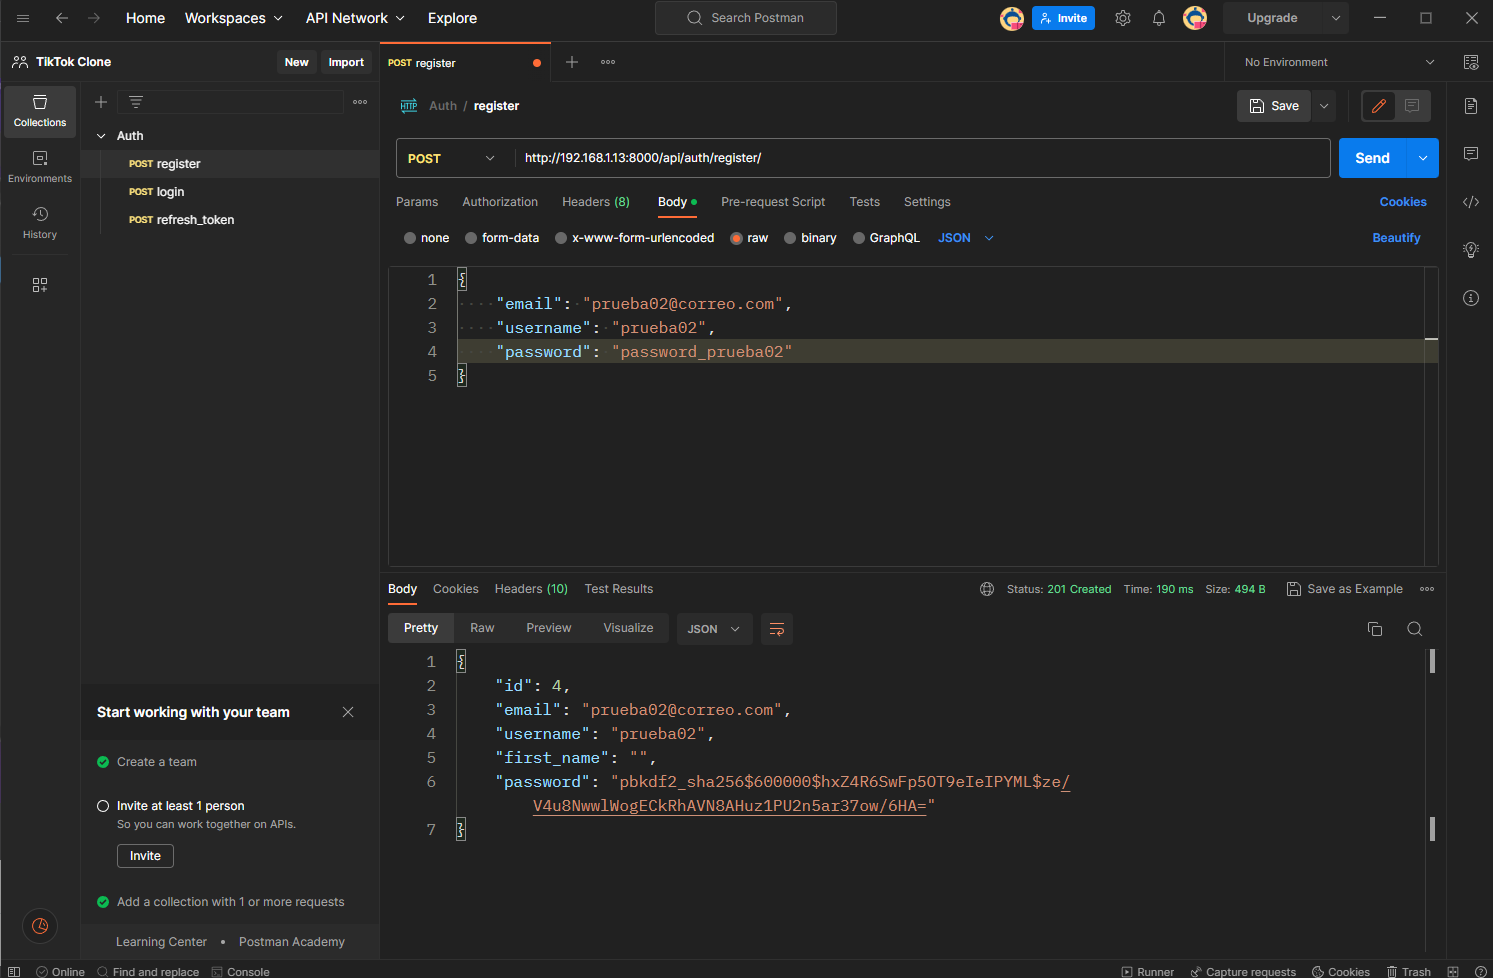 Home Workspaces API Network Explore Search Postman Invite Upgrade
TikTok Clone New Import POST register No Environment
Auth / register Save
Collections
Environments
History
Auth
POST register
POST login
POST refresh_token
POST http://192.168.1.13:8000/api/auth/register/ Send
Params Authorization Headers (8) Body Pre-request Script Tests Settings Cookies
none form-data x-www-form-urlencoded raw binary GraphQL JSON Beautify
1 {
2 "email": "prueba02@correo.com",
3 "username": "prueba02",
4 "password": "password_prueba02"
5 }
Body Cookies Headers (10) Test Results Status: 201 Created Time: 190 ms Size: 494 B Save as Example
Pretty Raw Preview Visualize JSON
1 {
2 "id": 4,
3 "email": "prueba02@correo.com",
4 "username": "prueba02",
5 "first_name": "",
6 "password": "pbkdf2_sha256$600000$hxZ4R6SwFp5OT9eIeIPYML$ze/
V4u8NwwlWogECkRhAVN8AHuz1PU2n5ar37ow/6HA="
7 }
Start working with your team
Create a team
Invite at least 1 person
So you can work together on APIs.
Invite
Add a collection with 1 or more requests
Learning Center • Postman Academy
Online Find and replace Console Runner Capture requests Cookies Trash